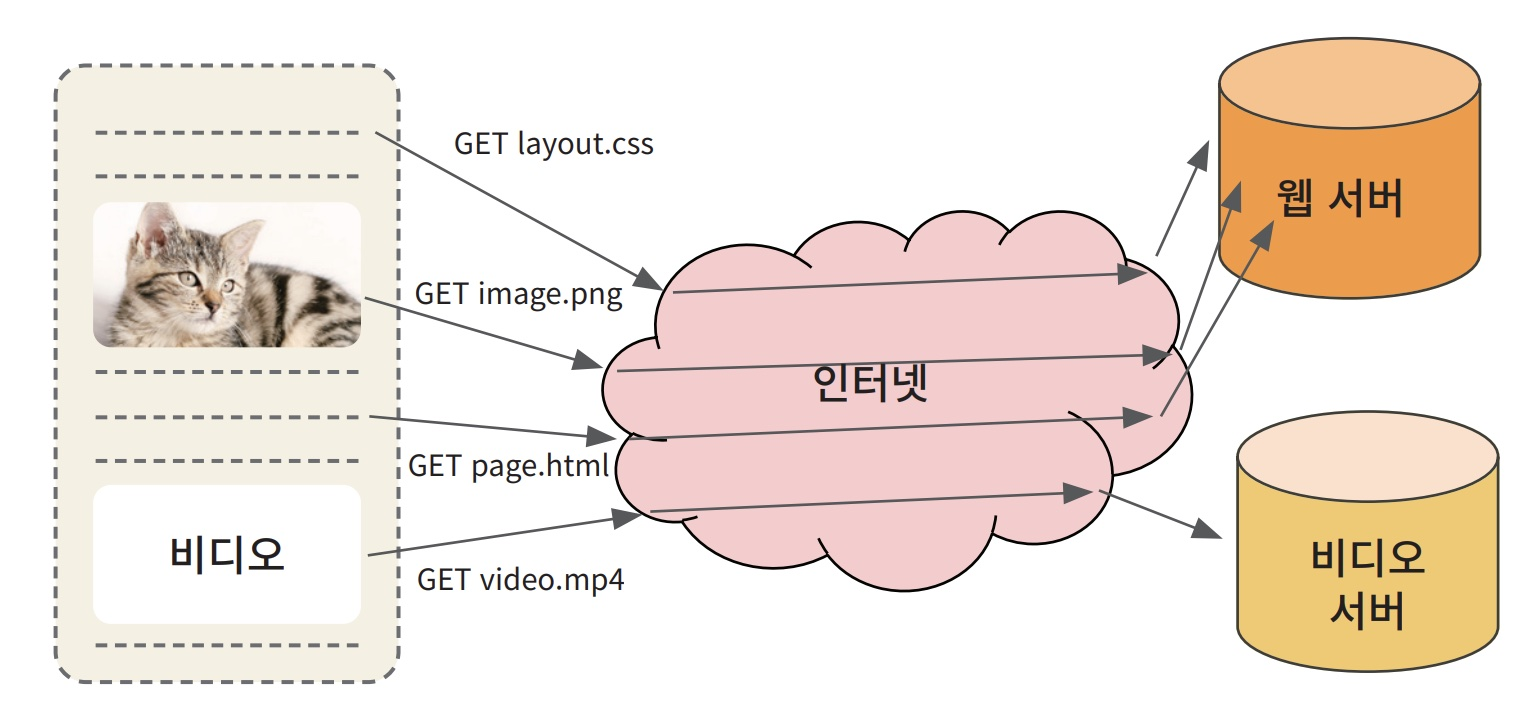 GET layout.css
웹 서버
GET image.png
인터넷
GET page.html
비디오
GET video.mp4
비디오
서버